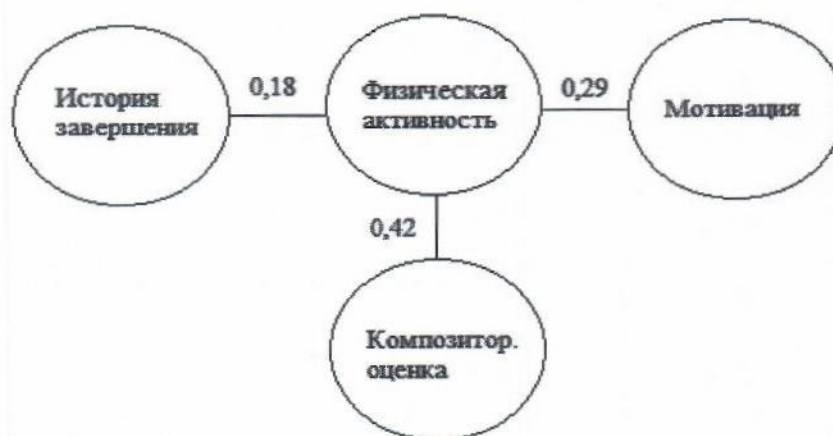 История
завершения
0,18
Физическая
активность
0,29
Мотивация
0,42
Композитор.
оценка